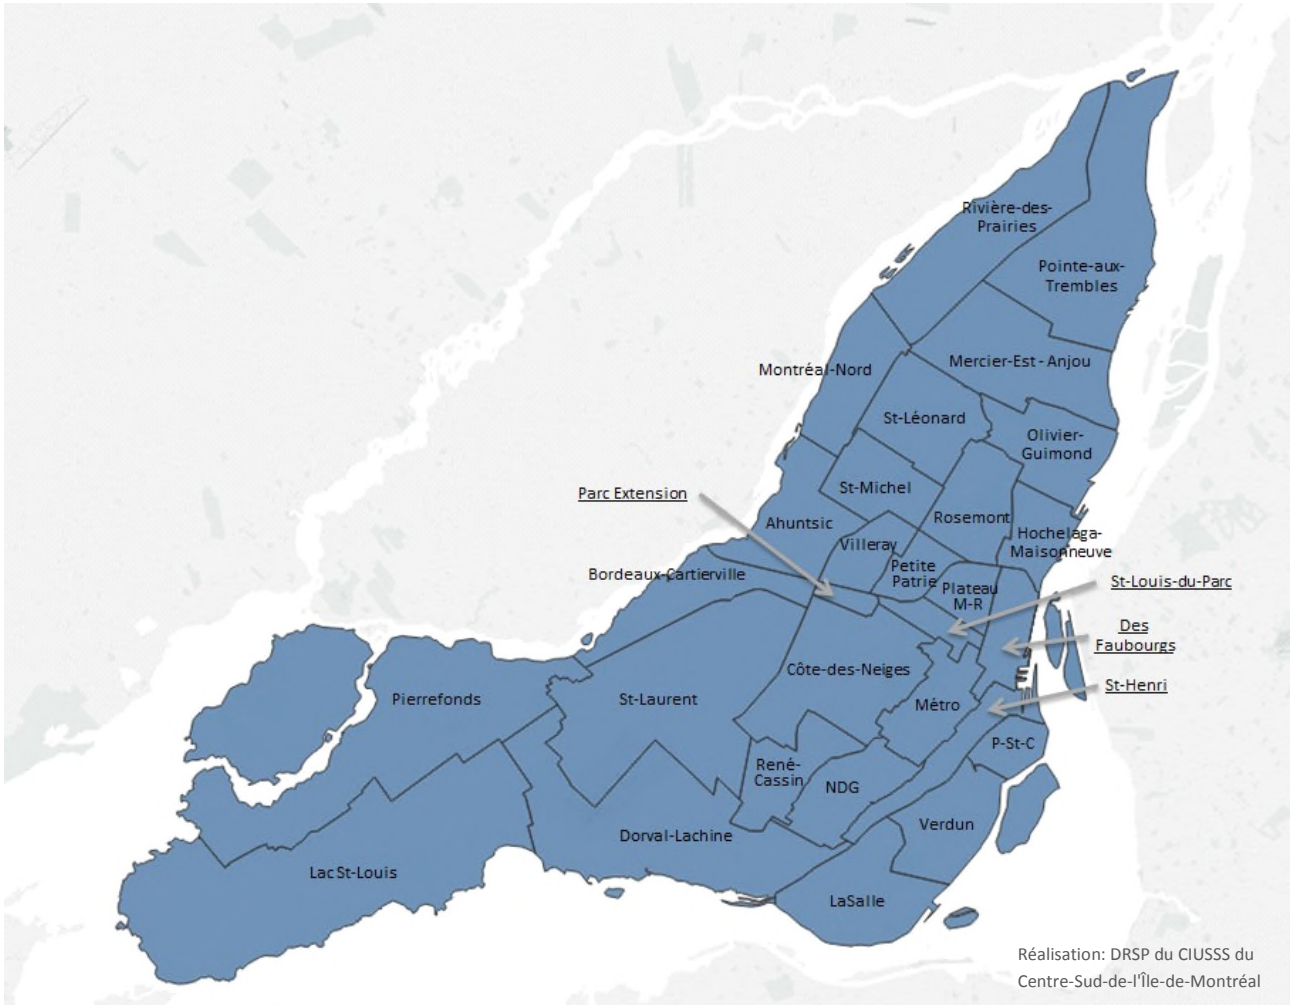 Rivière-des-
Prairies
Pointe-aux-
Trembles
Montréal-Nord
Mercier-Est - Anjou
St-Léonard
Olivier-
Guimond
Parc Extension
St-Michel
Ahuntsic
Rosemont
Villeray
Hochelaga-
Maisonneuve
Bordeaux-Cartierville
Petite
Patrie
Plateau
M-R
St-Louis-du-Parc
Des
Faubourgs
Côte-des-Neiges
St-Henri
Pierrefonds
St-Laurent
Métro
P-St-C
René-
Cassin
NDG
Verdun
Dorval-Lachine
Lac St-Louis
LaSalle
Réalisation: DRSP du CIUSSS du
Centre-Sud-de-l'Île-de-Montréal